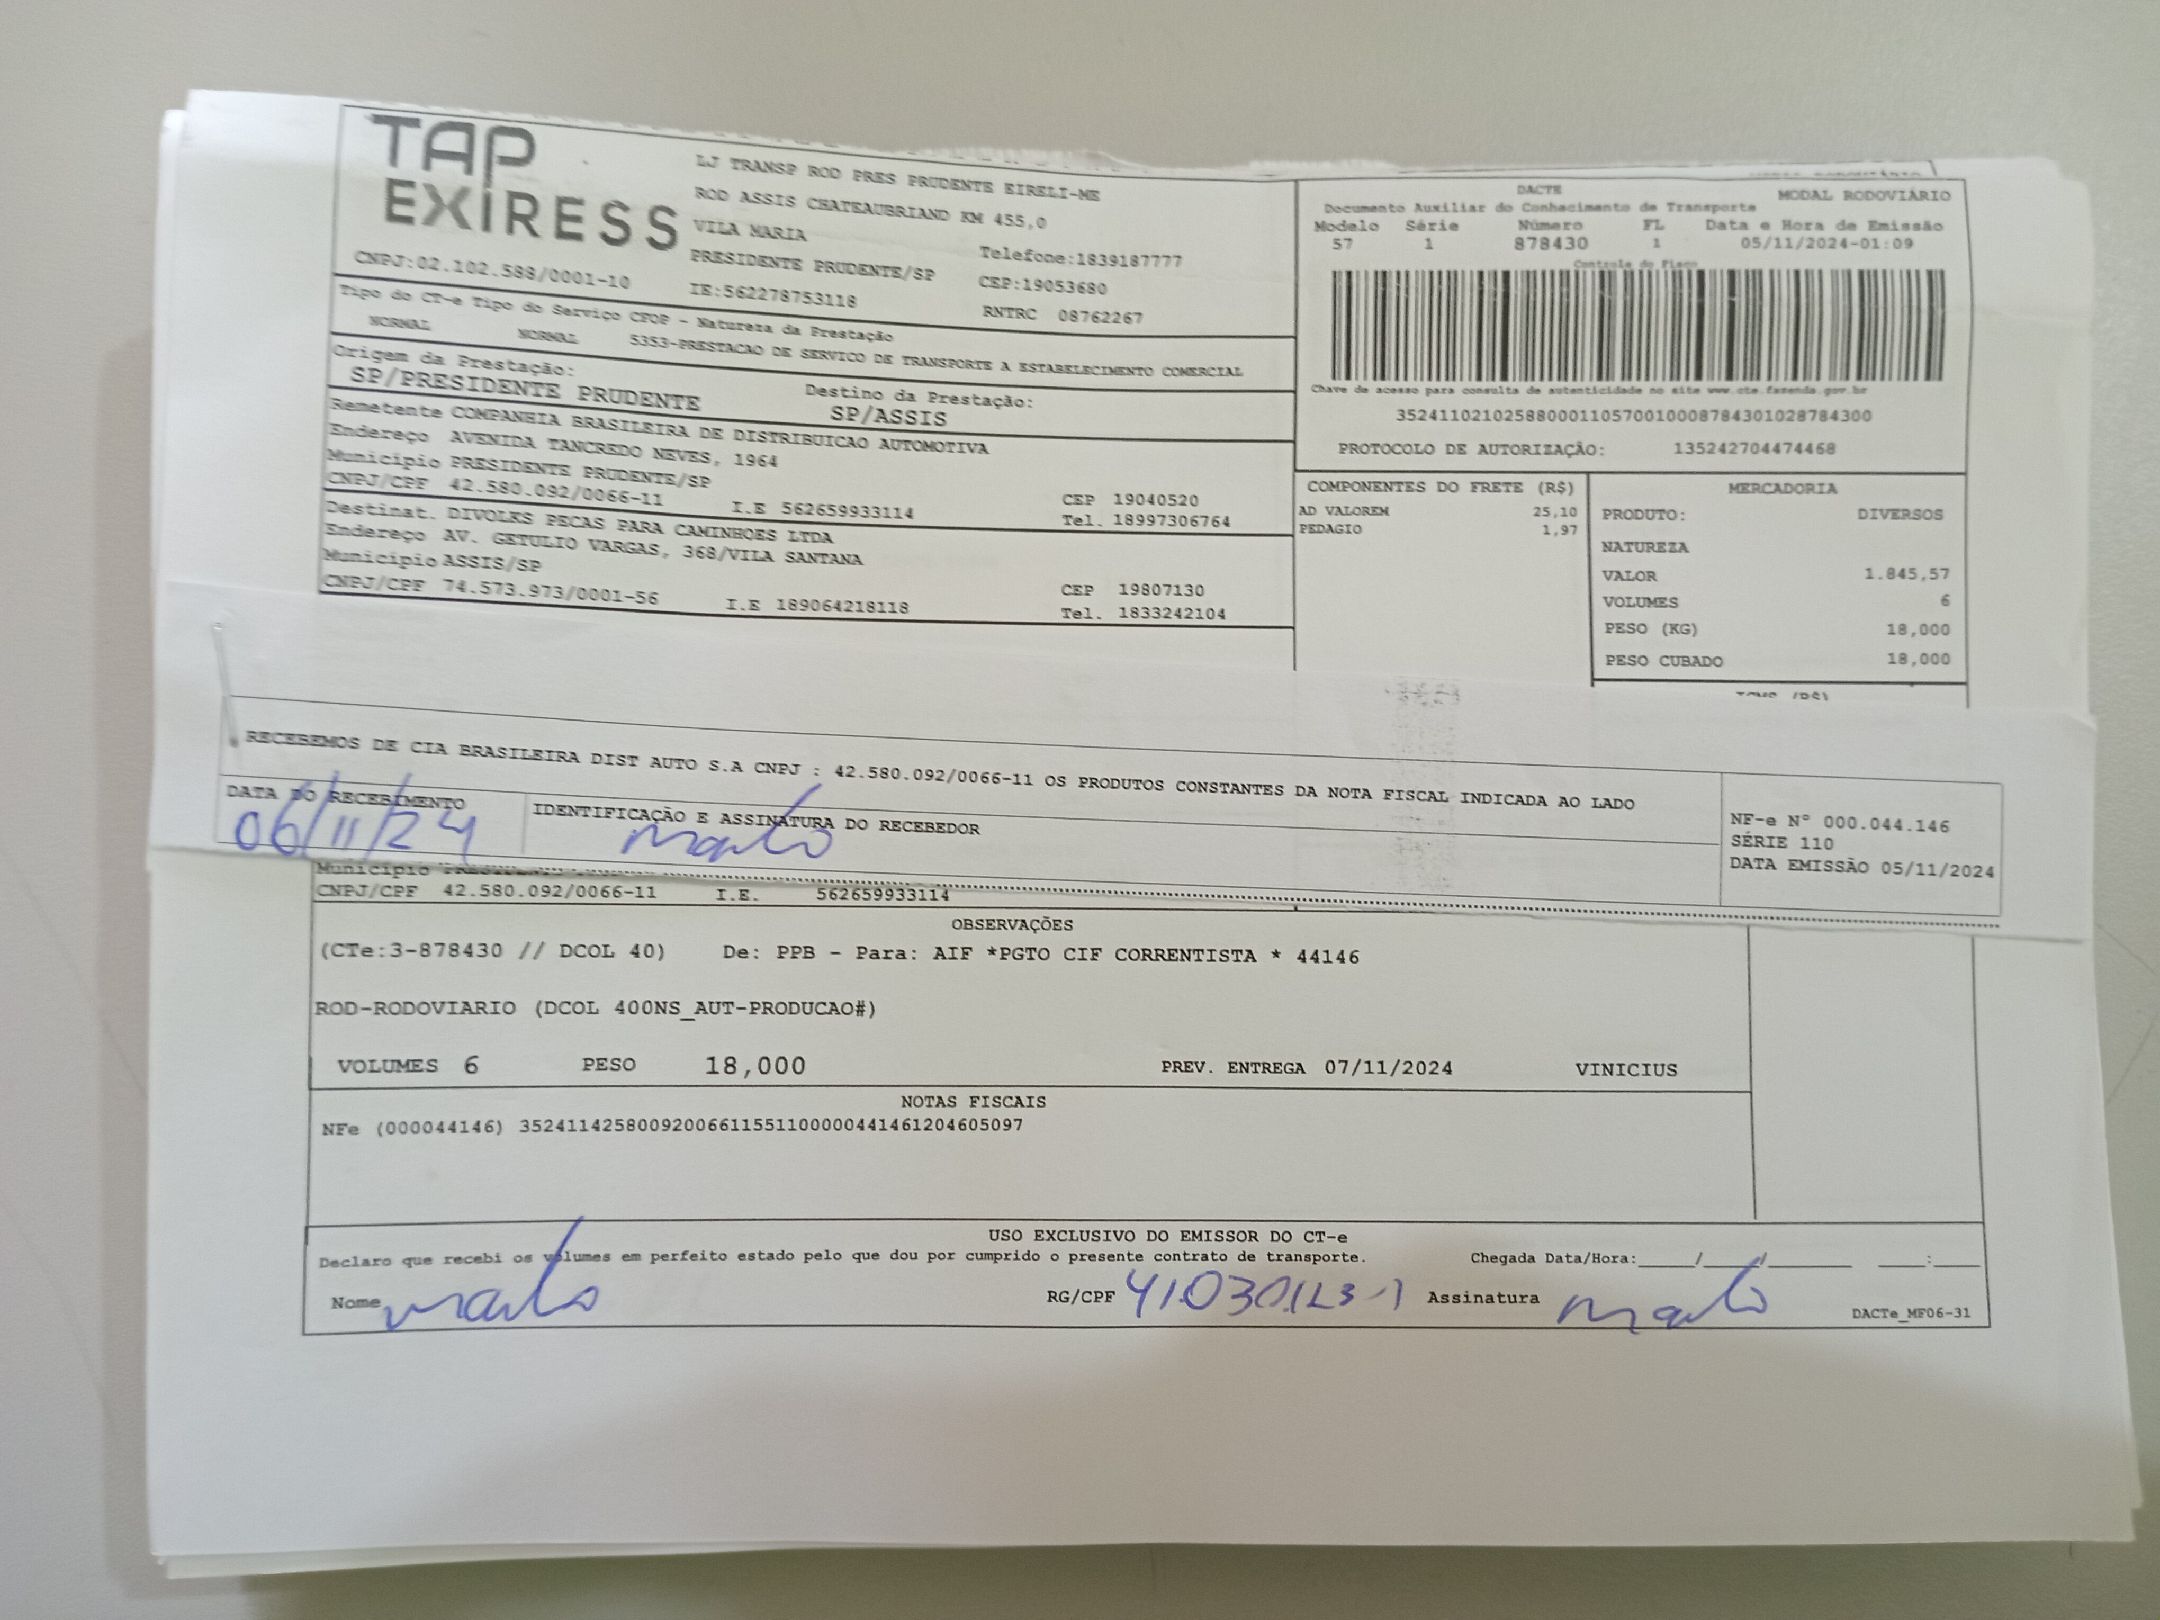 TAP
EXIRESS
LJ TRANSP ROD PRES PRUDENTE EIRELI-ME
ROD ASSIS CHATEAUBRIAND KM 455,0
VILA MARIA
PRESIDENTE PRUDENTE/SP
Telefone:1839187777
CNPJ:02.102.588/0001-10
IE:562278753118
CEP:19053680
RNTRC 08762267
Tipo do CT-e Tipo do Serviço CFOP - Natureza da Prestação
NORMAL NORMAL 5353-PRESTACAO DE SERVICO DE TRANSPORTE A ESTABELECIMENTO COMERCIAL
Origem da Prestação:
SP/PRESIDENTE PRUDENTE
Destino da Prestação:
SP/ASSIS
Remetente COMPANHIA BRASILEIRA DE DISTRIBUICAO AUTOMOTIVA
Endereço AVENIDA TANCREDO NEVES, 1964
Município PRESIDENTE PRUDENTE/SP
CEP 19040520
CNPJ/CPF 42.580.092/0066-11 I.E 562659933114
Tel. 18997306764
Destinat. DIVOLKS PECAS PARA CAMINHOES LTDA
Endereço AV. GETULIO VARGAS, 368/VILA SANTANA
Município ASSIS/SP
CEP 19807130
CNPJ/CPF 74.573.973/0001-56 I.E 189064218118
Tel. 1833242104
DACTE
MODAL RODOVIÁRIO
Documento Auxiliar do Conhecimento de Transporte
Modelo Série Número FL Data e Hora de Emissão
57 1 878430 1 05/11/2024-01:09
Controle do Fisco
Chave de acesso para consulta de autenticidade no site www.cte.fazenda.gov.br
35241102102588000110570010008784301028784300
PROTOCOLO DE AUTORIZAÇÃO: 135242704474468
COMPONENTES DO FRETE (R$)
AD VALOREM 25,10
PEDAGIO 1,97
MERCADORIA
PRODUTO: DIVERSOS
NATUREZA
VALOR 1.845,57
VOLUMES 6
PESO (KG) 18,000
PESO CUBADO 18,000
RECEBEMOS DE CIA BRASILEIRA DIST AUTO S.A CNPJ : 42.580.092/0066-11 OS PRODUTOS CONSTANTES DA NOTA FISCAL INDICADA AO LADO
DATA DO RECEBIMENTO
06/11/24
IDENTIFICAÇÃO E ASSINATURA DO RECEBEDOR
NF-e Nº 000.044.146
SÉRIE 110
DATA EMISSÃO 05/11/2024
Município
CNPJ/CPF 42.580.092/0066-11 I.E. 562659933114
OBSERVAÇÕES
(CTe:3-878430 // DCOL 40) De: PPB - Para: AIF *PGTO CIF CORRENTISTA * 44146
ROD-RODOVIARIO (DCOL 400NS_AUT-PRODUCAO#)
VOLUMES 6 PESO 18,000 PREV. ENTREGA 07/11/2024 VINICIUS
NOTAS FISCAIS
NFe (000044146) 35241142580092006611551100000441461204605097
USO EXCLUSIVO DO EMISSOR DO CT-e
Declaro que recebi os volumes em perfeito estado pelo que dou por cumprido o presente contrato de transporte.
Chegada Data/Hora:_____/_____/________ ____:____
Nome
RG/CPF
Assinatura
DACTe_MF06-31